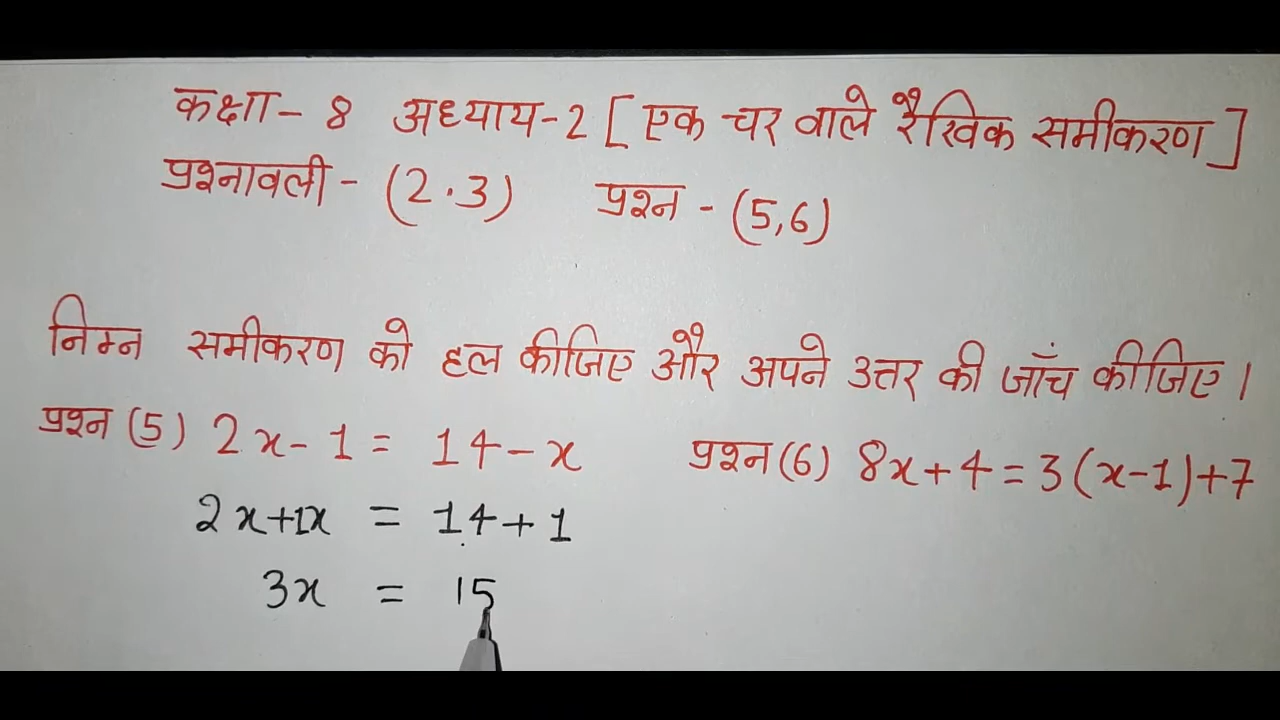 कक्षा - 8 अध्याय-2 [एक चर वाले रैखिक समीकरण]
प्रश्नावली - (2.3) प्रश्न - (5,6)
निम्न समीकरण को हल कीजिए और अपने उत्तर की जाँच कीजिए।
प्रश्न (5) 2x-1 = 14-x प्रश्न (6) 8x+4=3(x-1)+7
2x+1x = 14+1
3x = 15